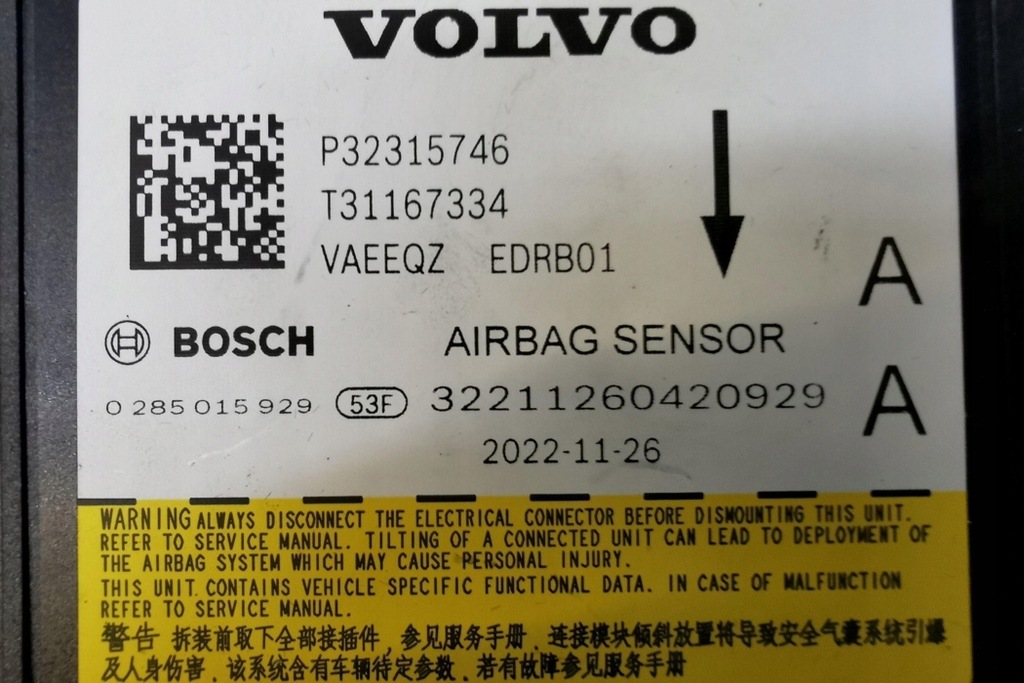 VOLVO
P32315746
T31167334
VAEEQZ EDRB01
A
BOSCH AIRBAG SENSOR
0 285 015 929 53F 32211260420929 A
2022-11-26
WARNING ALWAYS DISCONNECT THE ELECTRICAL CONNECTOR BEFORE DISMOUNTING THIS UNIT.
REFER TO SERVICE MANUAL. TILTING OF A CONNECTED UNIT CAN LEAD TO DEPLOYMENT OF
THE AIRBAG SYSTEM WHICH MAY CAUSE PERSONAL INJURY.
THIS UNIT CONTAINS VEHICLE SPECIFIC FUNCTIONAL DATA. IN CASE OF MALFUNCTION
REFER TO SERVICE MANUAL.
警告 拆装前取下全部接插件，参见服务手册．连接模块倾斜放置将导致安全气囊系统引爆
及人身伤害．该系统含有车辆待定参数．若有故障参见服务手册